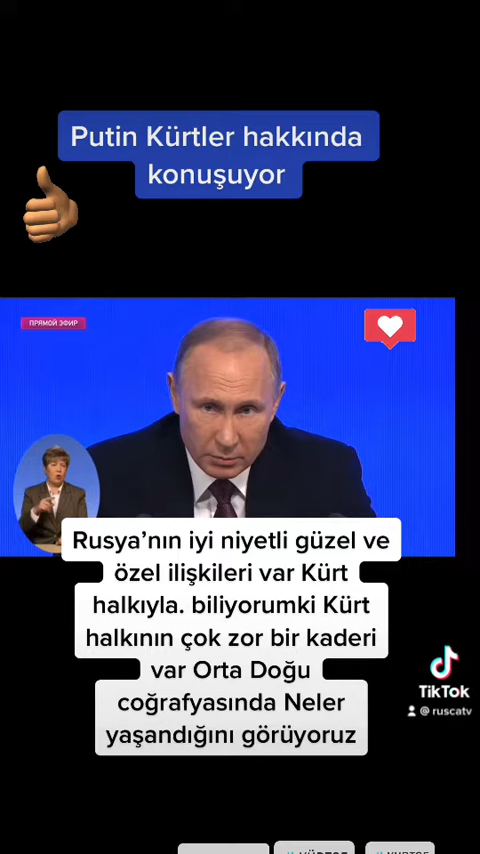 Putin Kürtler hakkında
konuşuyor
ПРЯМОЙ ЭФИР
Rusya’nın iyi niyetli güzel ve
özel ilişkileri var Kürt
halkıyla. biliyorumki Kürt
halkının çok zor bir kaderi
var Orta Doğu
coğrafyasında Neler
yaşandığını görüyoruz
TikTok
@ruscatv